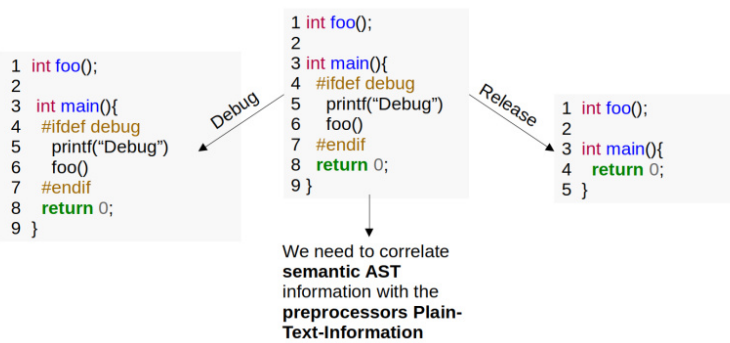 1 int foo();
2
3 int main(){
4 #ifdef debug
5 printf(“Debug”)
6 foo()
7 #endif
8 return 0;
9 }
Debug
1 int foo();
2
3 int main(){
4 #ifdef debug
5 printf(“Debug”)
6 foo()
7 #endif
8 return 0;
9 }
Release
1 int foo();
2
3 int main(){
4 return 0;
5 }
We need to correlate
semantic AST
information with the
preprocessors Plain-
Text-Information